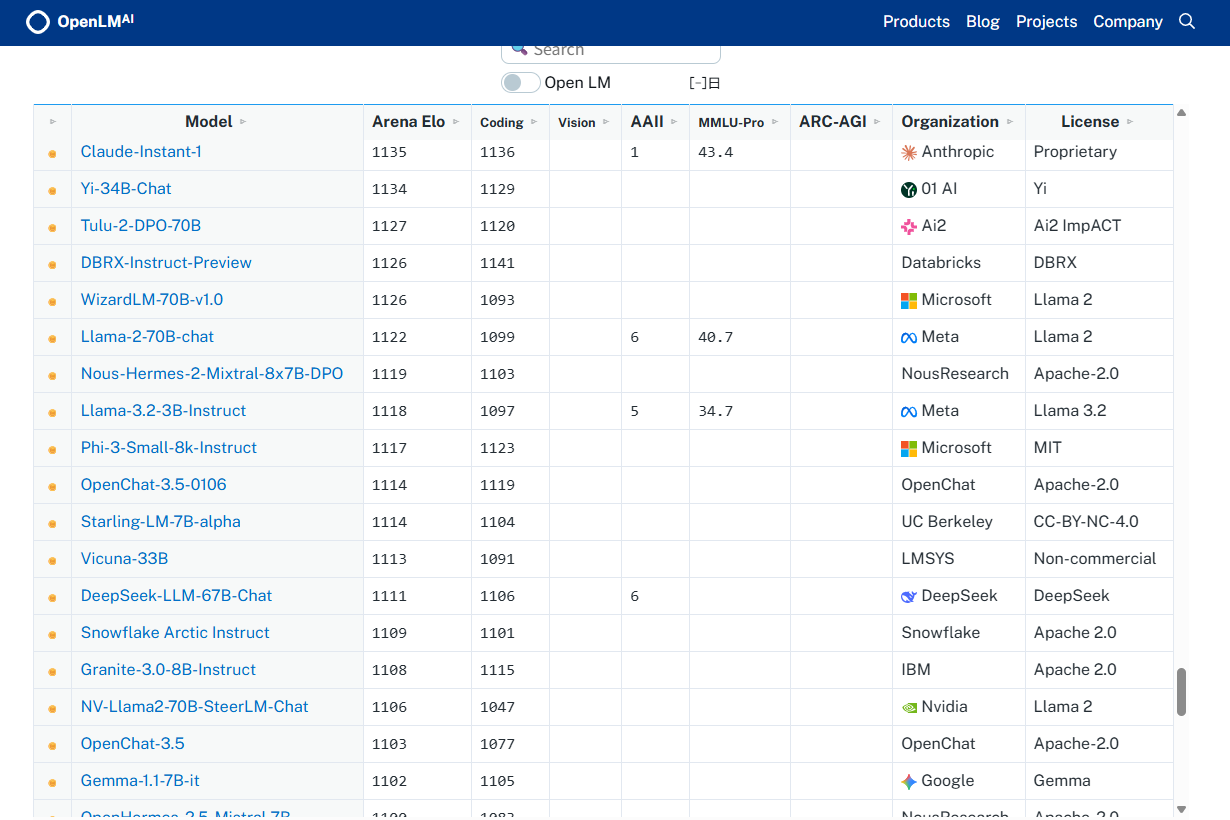 OpenLMAI
Products Blog Projects Company
Search
Open LM [-]日
Model Arena Elo Coding Vision AAII MMLU-Pro ARC-AGI Organization License
Claude-Instant-1 1135 1136 1 43.4 Anthropic Proprietary
Yi-34B-Chat 1134 1129 01 AI Yi
Tulu-2-DPO-70B 1127 1120 Ai2 Ai2 ImpACT
DBRX-Instruct-Preview 1126 1141 Databricks DBRX
WizardLM-70B-v1.0 1126 1093 Microsoft Llama 2
Llama-2-70B-chat 1122 1099 6 40.7 Meta Llama 2
Nous-Hermes-2-Mixtral-8x7B-DPO 1119 1103 NousResearch Apache-2.0
Llama-3.2-3B-Instruct 1118 1097 5 34.7 Meta Llama 3.2
Phi-3-Small-8k-Instruct 1117 1123 Microsoft MIT
OpenChat-3.5-0106 1114 1119 OpenChat Apache-2.0
Starling-LM-7B-alpha 1114 1104 UC Berkeley CC-BY-NC-4.0
Vicuna-33B 1113 1091 LMSYS Non-commercial
DeepSeek-LLM-67B-Chat 1111 1106 6 DeepSeek DeepSeek
Snowflake Arctic Instruct 1109 1101 Snowflake Apache 2.0
Granite-3.0-8B-Instruct 1108 1115 IBM Apache 2.0
NV-Llama2-70B-SteerLM-Chat 1106 1047 Nvidia Llama 2
OpenChat-3.5 1103 1077 OpenChat Apache-2.0
Gemma-1.1-7B-it 1102 1105 Google Gemma
OpenHermes-2.5-Mistral-7B NousResearch Apache-2.0